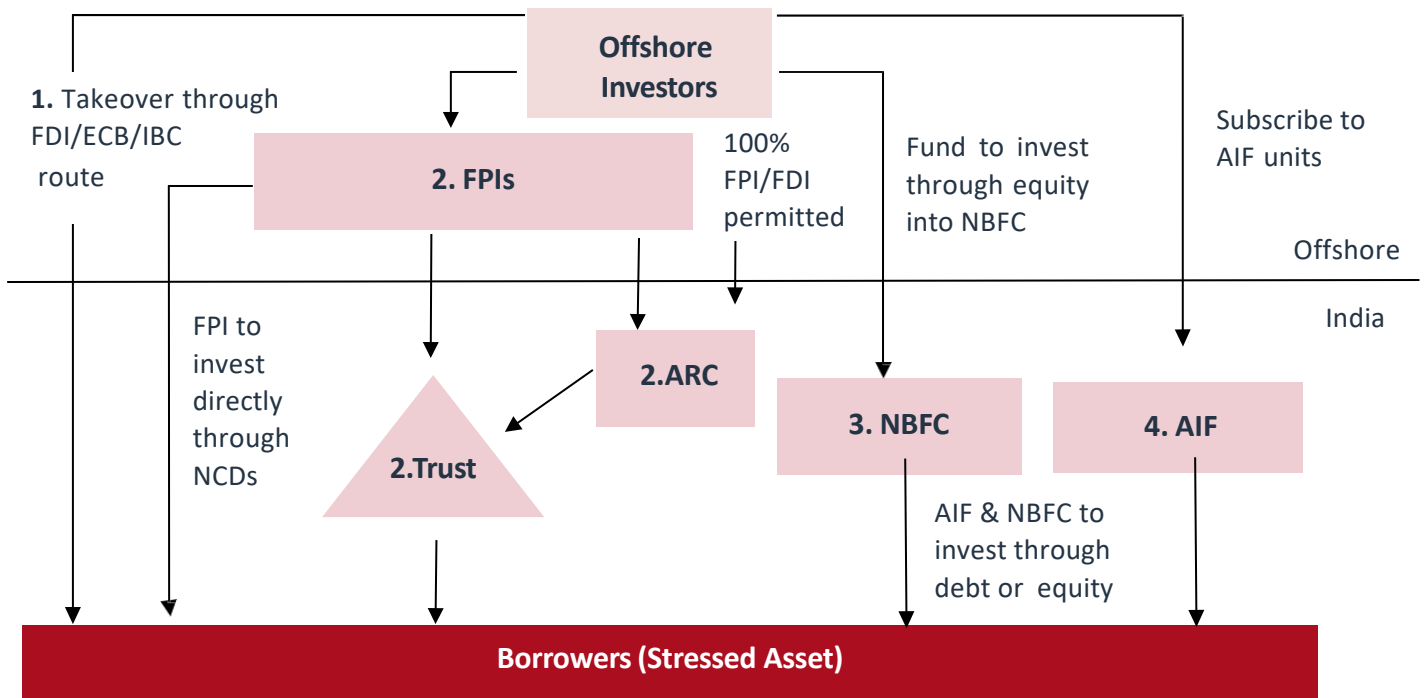 Offshore
Investors
1. Takeover through
FDI/ECB/IBC
route
2. FPIs
100%
FPI/FDI
permitted
Fund to invest
through equity
into NBFC
Subscribe to
AIF units
Offshore
India
FPI to
invest
directly
through
NCDs
2.ARC
2.Trust
3. NBFC
4. AIF
AIF & NBFC to
invest through
debt or equity
Borrowers (Stressed Asset)